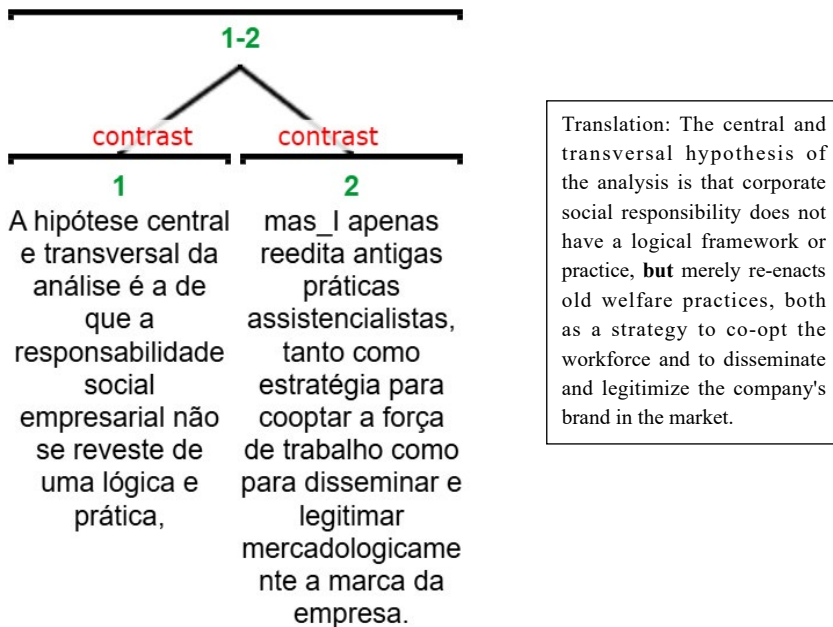 1-2
contrast
contrast
1
A hipótese central
e transversal da
análise é a de
que a
responsabilidade
social
empresarial não
se reveste de
uma lógica e
prática,
2
mas_I apenas
reedita antigas
práticas
assistencialistas,
tanto como
estratégia para
cooptar a força
de trabalho como
para disseminar e
legitimar
mercadologicame
nte a marca da
empresa.
Translation: The central and
transversal hypothesis of
the analysis is that corporate
social responsibility does not
have a logical framework or
practice, but merely re-enacts
old welfare practices, both
as a strategy to co-opt the
workforce and to disseminate
and legitimize the company's
brand in the market.